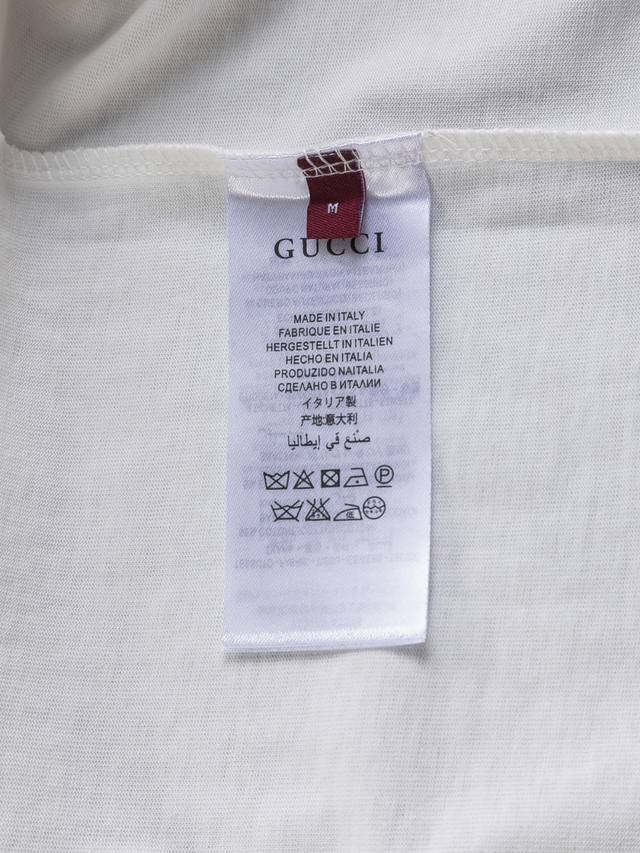 M
GUCCI
MADE IN ITALY
FABRIQUE EN ITALIE
HERGESTELLT IN ITALIEN
HECHO EN ITALIA
PRODUZIDO NAITALIA
СДЕЛАНО В ИТАЛИИ
イタリア製
产地:意大利
صنع في إيطاليا
P
低